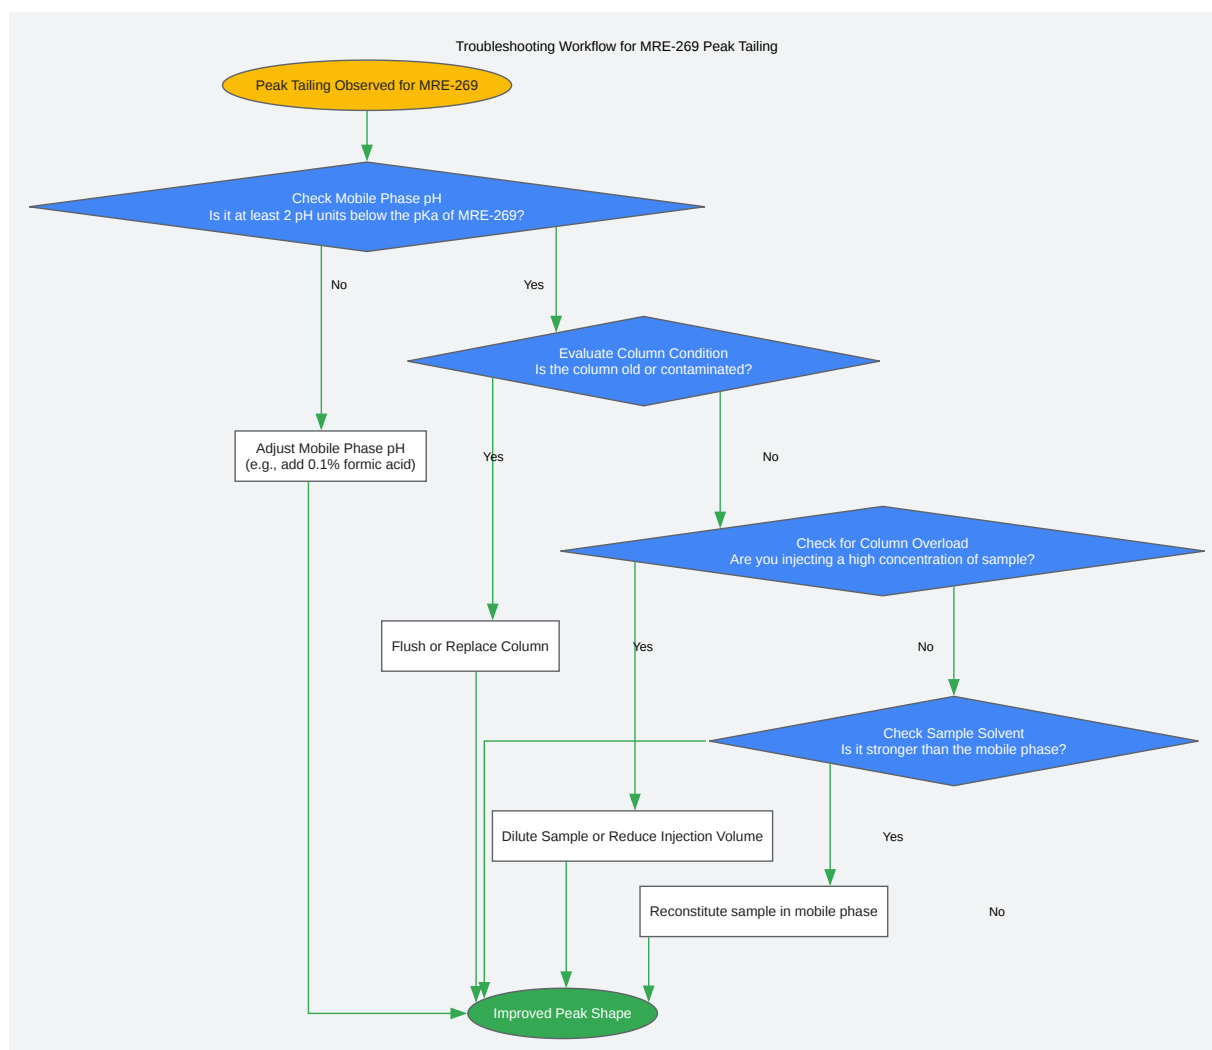 Troubleshooting Workflow for MRE-269 Peak Tailing
Peak Tailing Observed for MRE-269
Check Mobile Phase pH
Is it at least 2 pH units below the pKa of MRE-269?
No
Yes
Evaluate Column Condition
Is the column old or contaminated?
Adjust Mobile Phase pH
(e.g., add 0.1% formic acid)
Yes
No
Check for Column Overload
Are you injecting a high concentration of sample?
Flush or Replace Column
Yes
No
Check Sample Solvent
Is it stronger than the mobile phase?
Dilute Sample or Reduce Injection Volume
Yes
Reconstitute sample in mobile phase
No
Improved Peak Shape